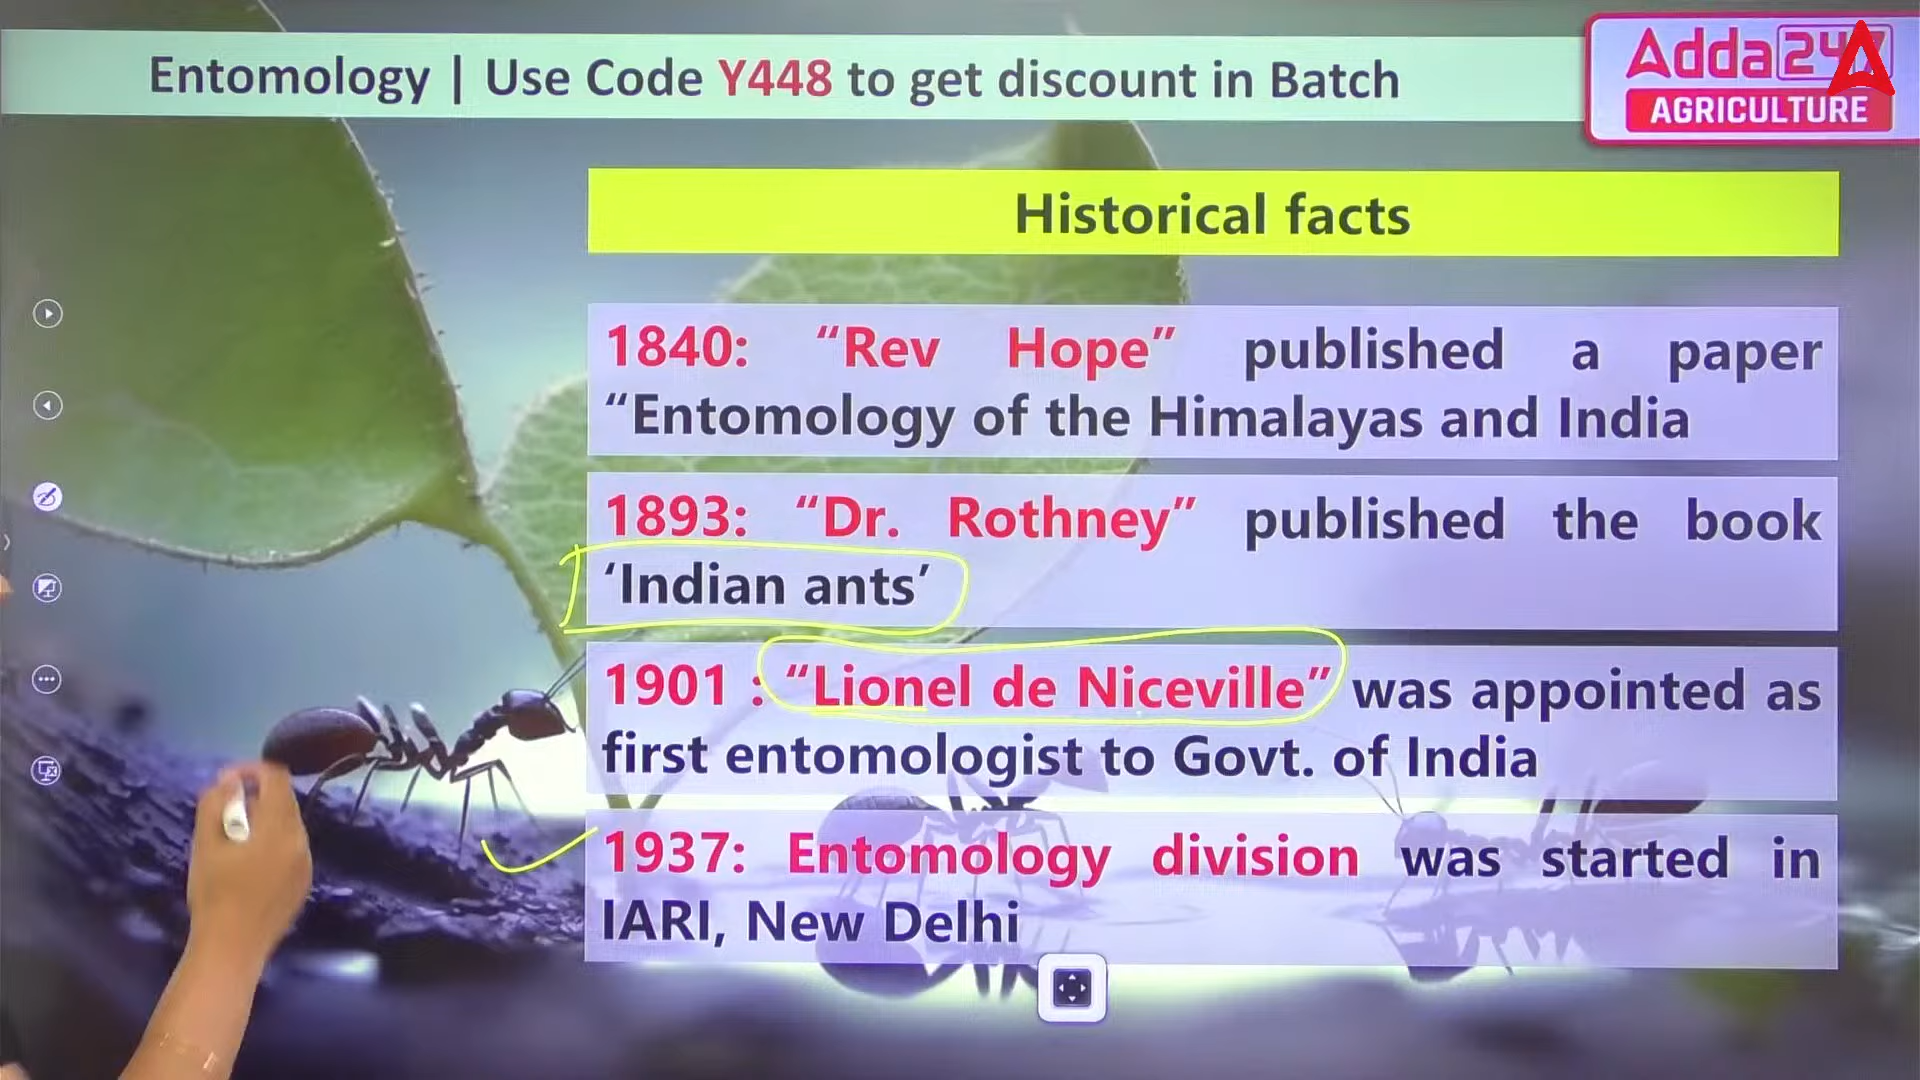 Entomology | Use Code Y448 to get discount in Batch
Adda247
AGRICULTURE
Historical facts
1840: “Rev Hope” published a paper
“Entomology of the Himalayas and India
1893: “Dr. Rothney” published the book
‘Indian ants’
1901 : “Lionel de Niceville” was appointed as
first entomologist to Govt. of India
1937: Entomology division was started in
IARI, New Delhi